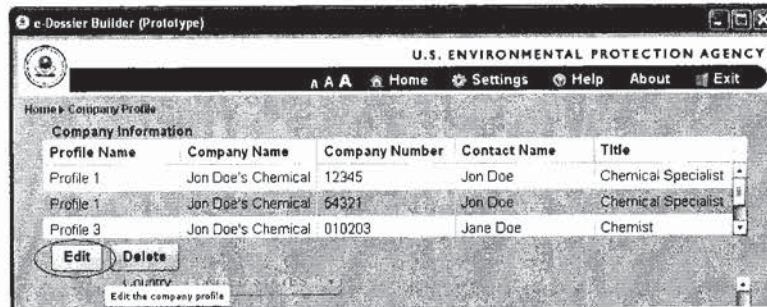 e-Dossier Builder (Prototype)
U.S. ENVIRONMENTAL PROTECTION AGENCY
A A A Home Settings Help About Exit
Home ▸ Company Profile
Company Information
Profile Name Company Name Company Number Contact Name Title
Profile 1 Jon Doe's Chemical 12345 Jon Doe Chemical Specialist
Profile 1 Jon Doe's Chemical 54321 Jon Doe Chemical Specialist
Profile 3 Jon Doe's Chemical 010203 Jane Doe Chemist
Edit Delete
Country
Edit the company profile